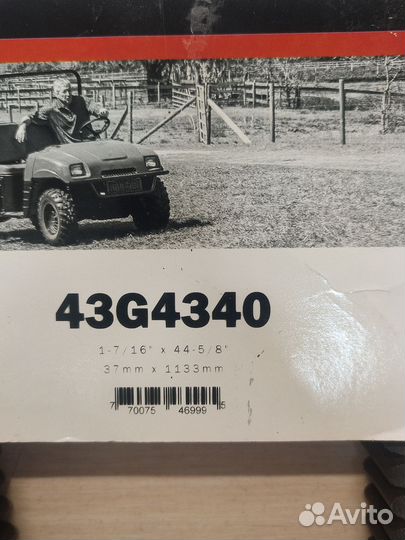 43G4340
1-7/16" x 44-5/8"
37mm x 1133mm
7 70075 46999 5
Avito